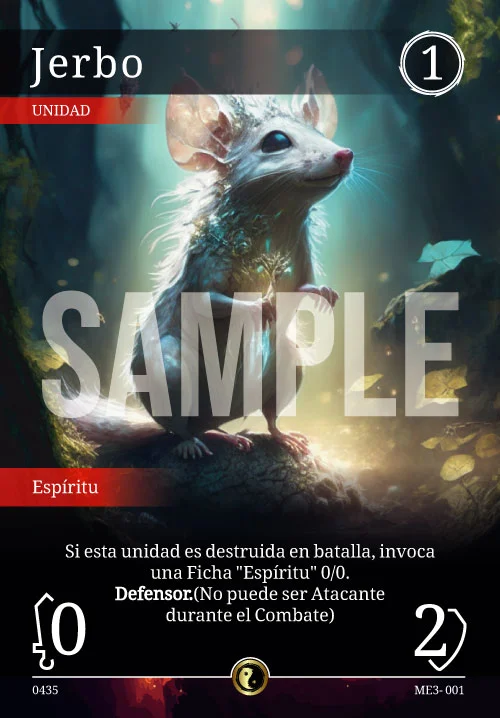 Jerbo
1
UNIDAD
SAMPLE
Espíritu
Si esta unidad es destruida en batalla, invoca
una Ficha "Espíritu" 0/0.
Defensor.(No puede ser Atacante
durante el Combate)
0
2
0435
ME3-001